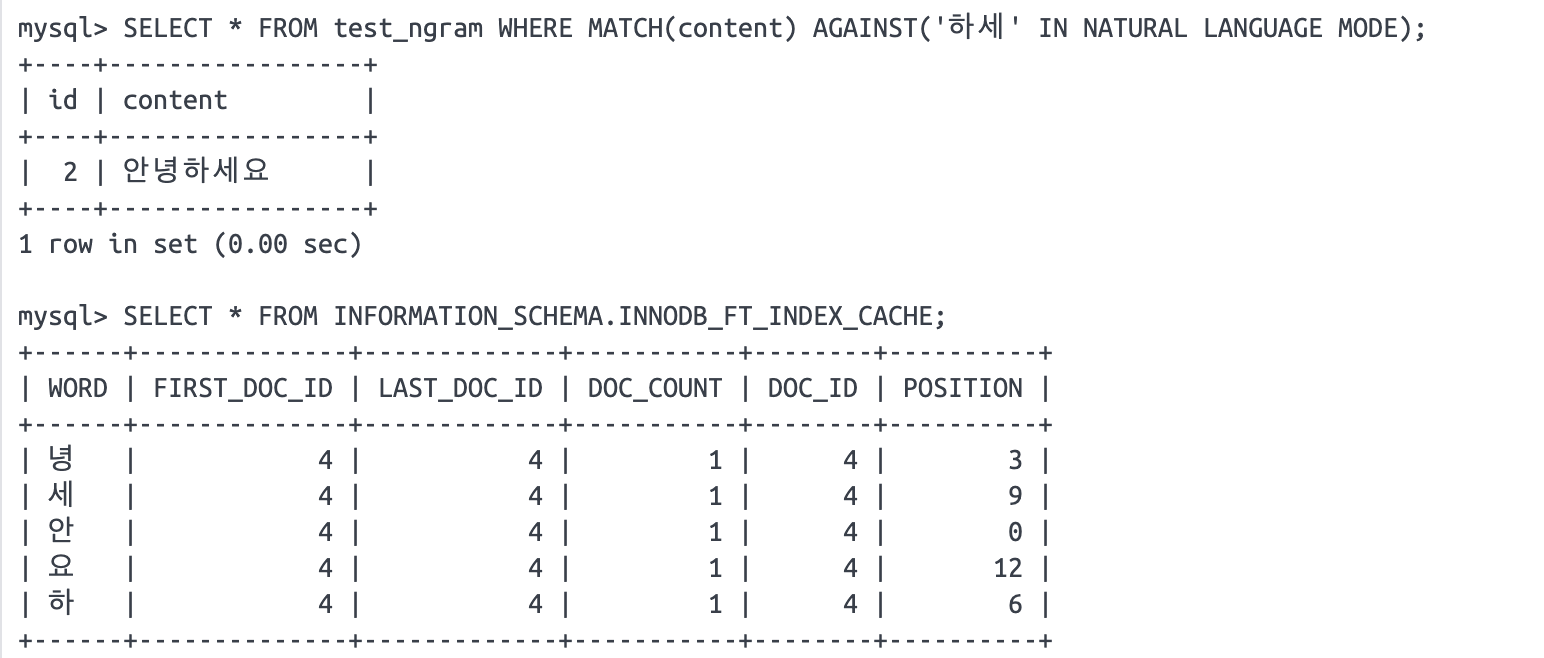 mysql> SELECT * FROM test_ngram WHERE MATCH(content) AGAINST('하세' IN NATURAL LANGUAGE MODE);
+----+-----------------+
| id | content         |
+----+-----------------+
|  2 | 안녕하세요      |
+----+-----------------+
1 row in set (0.00 sec)

mysql> SELECT * FROM INFORMATION_SCHEMA.INNODB_FT_INDEX_CACHE;
+------+--------------+-------------+-----------+--------+----------+
| WORD | FIRST_DOC_ID | LAST_DOC_ID | DOC_COUNT | DOC_ID | POSITION |
+------+--------------+-------------+-----------+--------+----------+
| 녕   |            4 |           4 |         1 |      4 |        3 |
| 세   |            4 |           4 |         1 |      4 |        9 |
| 안   |            4 |           4 |         1 |      4 |        0 |
| 요   |            4 |           4 |         1 |      4 |       12 |
| 하   |            4 |           4 |         1 |      4 |        6 |
+------+--------------+-------------+-----------+--------+----------+